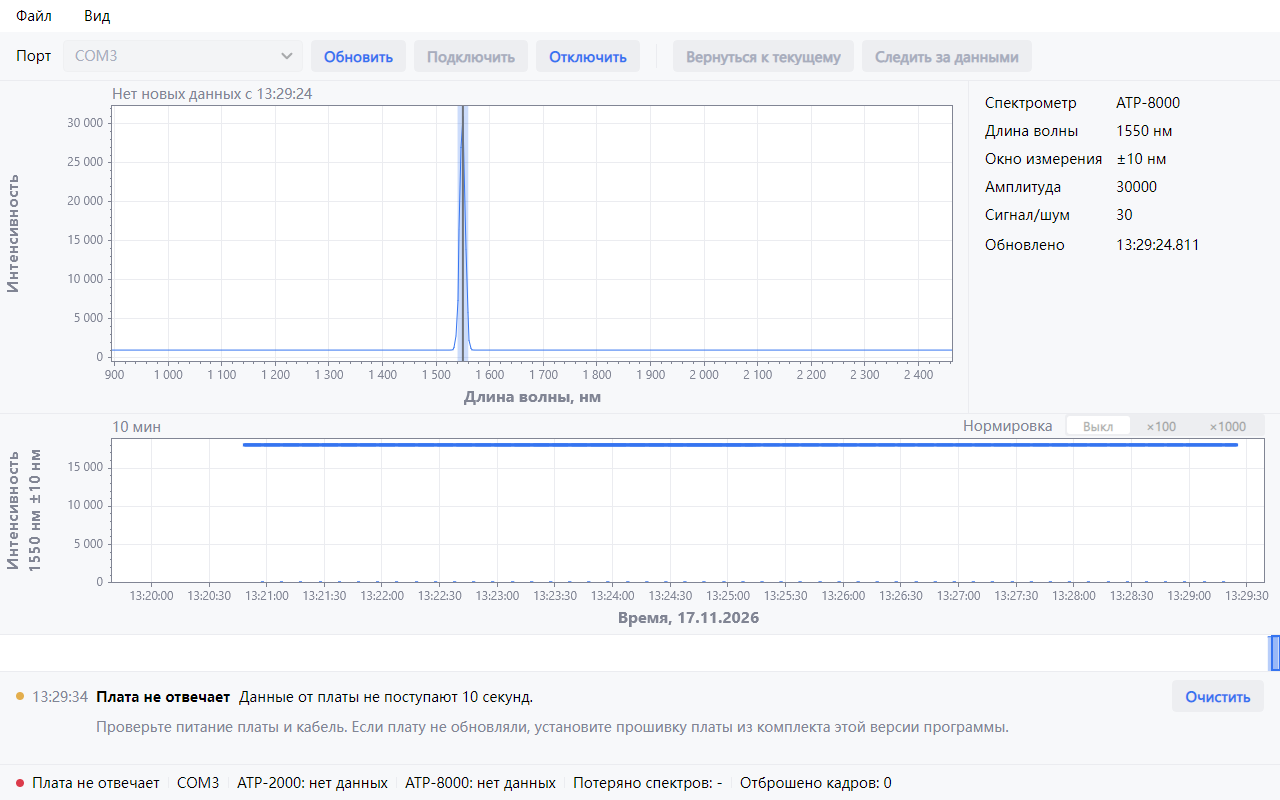 Файл Вид
Порт COM3 Обновить Подключить Отключить Вернуться к текущему Следить за данными
Нет новых данных с 13:29:24
Интенсивность
30 000
25 000
20 000
15 000
10 000
5 000
0
900 1 000 1 100 1 200 1 300 1 400 1 500 1 600 1 700 1 800 1 900 2 000 2 100 2 200 2 300 2 400
Длина волны, нм
Спектрометр ATP-8000
Длина волны 1550 нм
Окно измерения ±10 нм
Амплитуда 30000
Сигнал/шум 30
Обновлено 13:29:24.811
10 мин Нормировка Выкл ×100 ×1000
Интенсивность
1550 нм ±10 нм
15 000
10 000
5 000
0
13:20:00 13:20:30 13:21:00 13:21:30 13:22:00 13:22:30 13:23:00 13:23:30 13:24:00 13:24:30 13:25:00 13:25:30 13:26:00 13:26:30 13:27:00 13:27:30 13:28:00 13:28:30 13:29:00 13:29:30
Время, 17.11.2026
13:29:34 Плата не отвечает Данные от платы не поступают 10 секунд. Очистить
Проверьте питание платы и кабель. Если плату не обновляли, установите прошивку платы из комплекта этой версии программы.
Плата не отвечает COM3 ATP-2000: нет данных ATP-8000: нет данных Потеряно спектров: - Отброшено кадров: 0